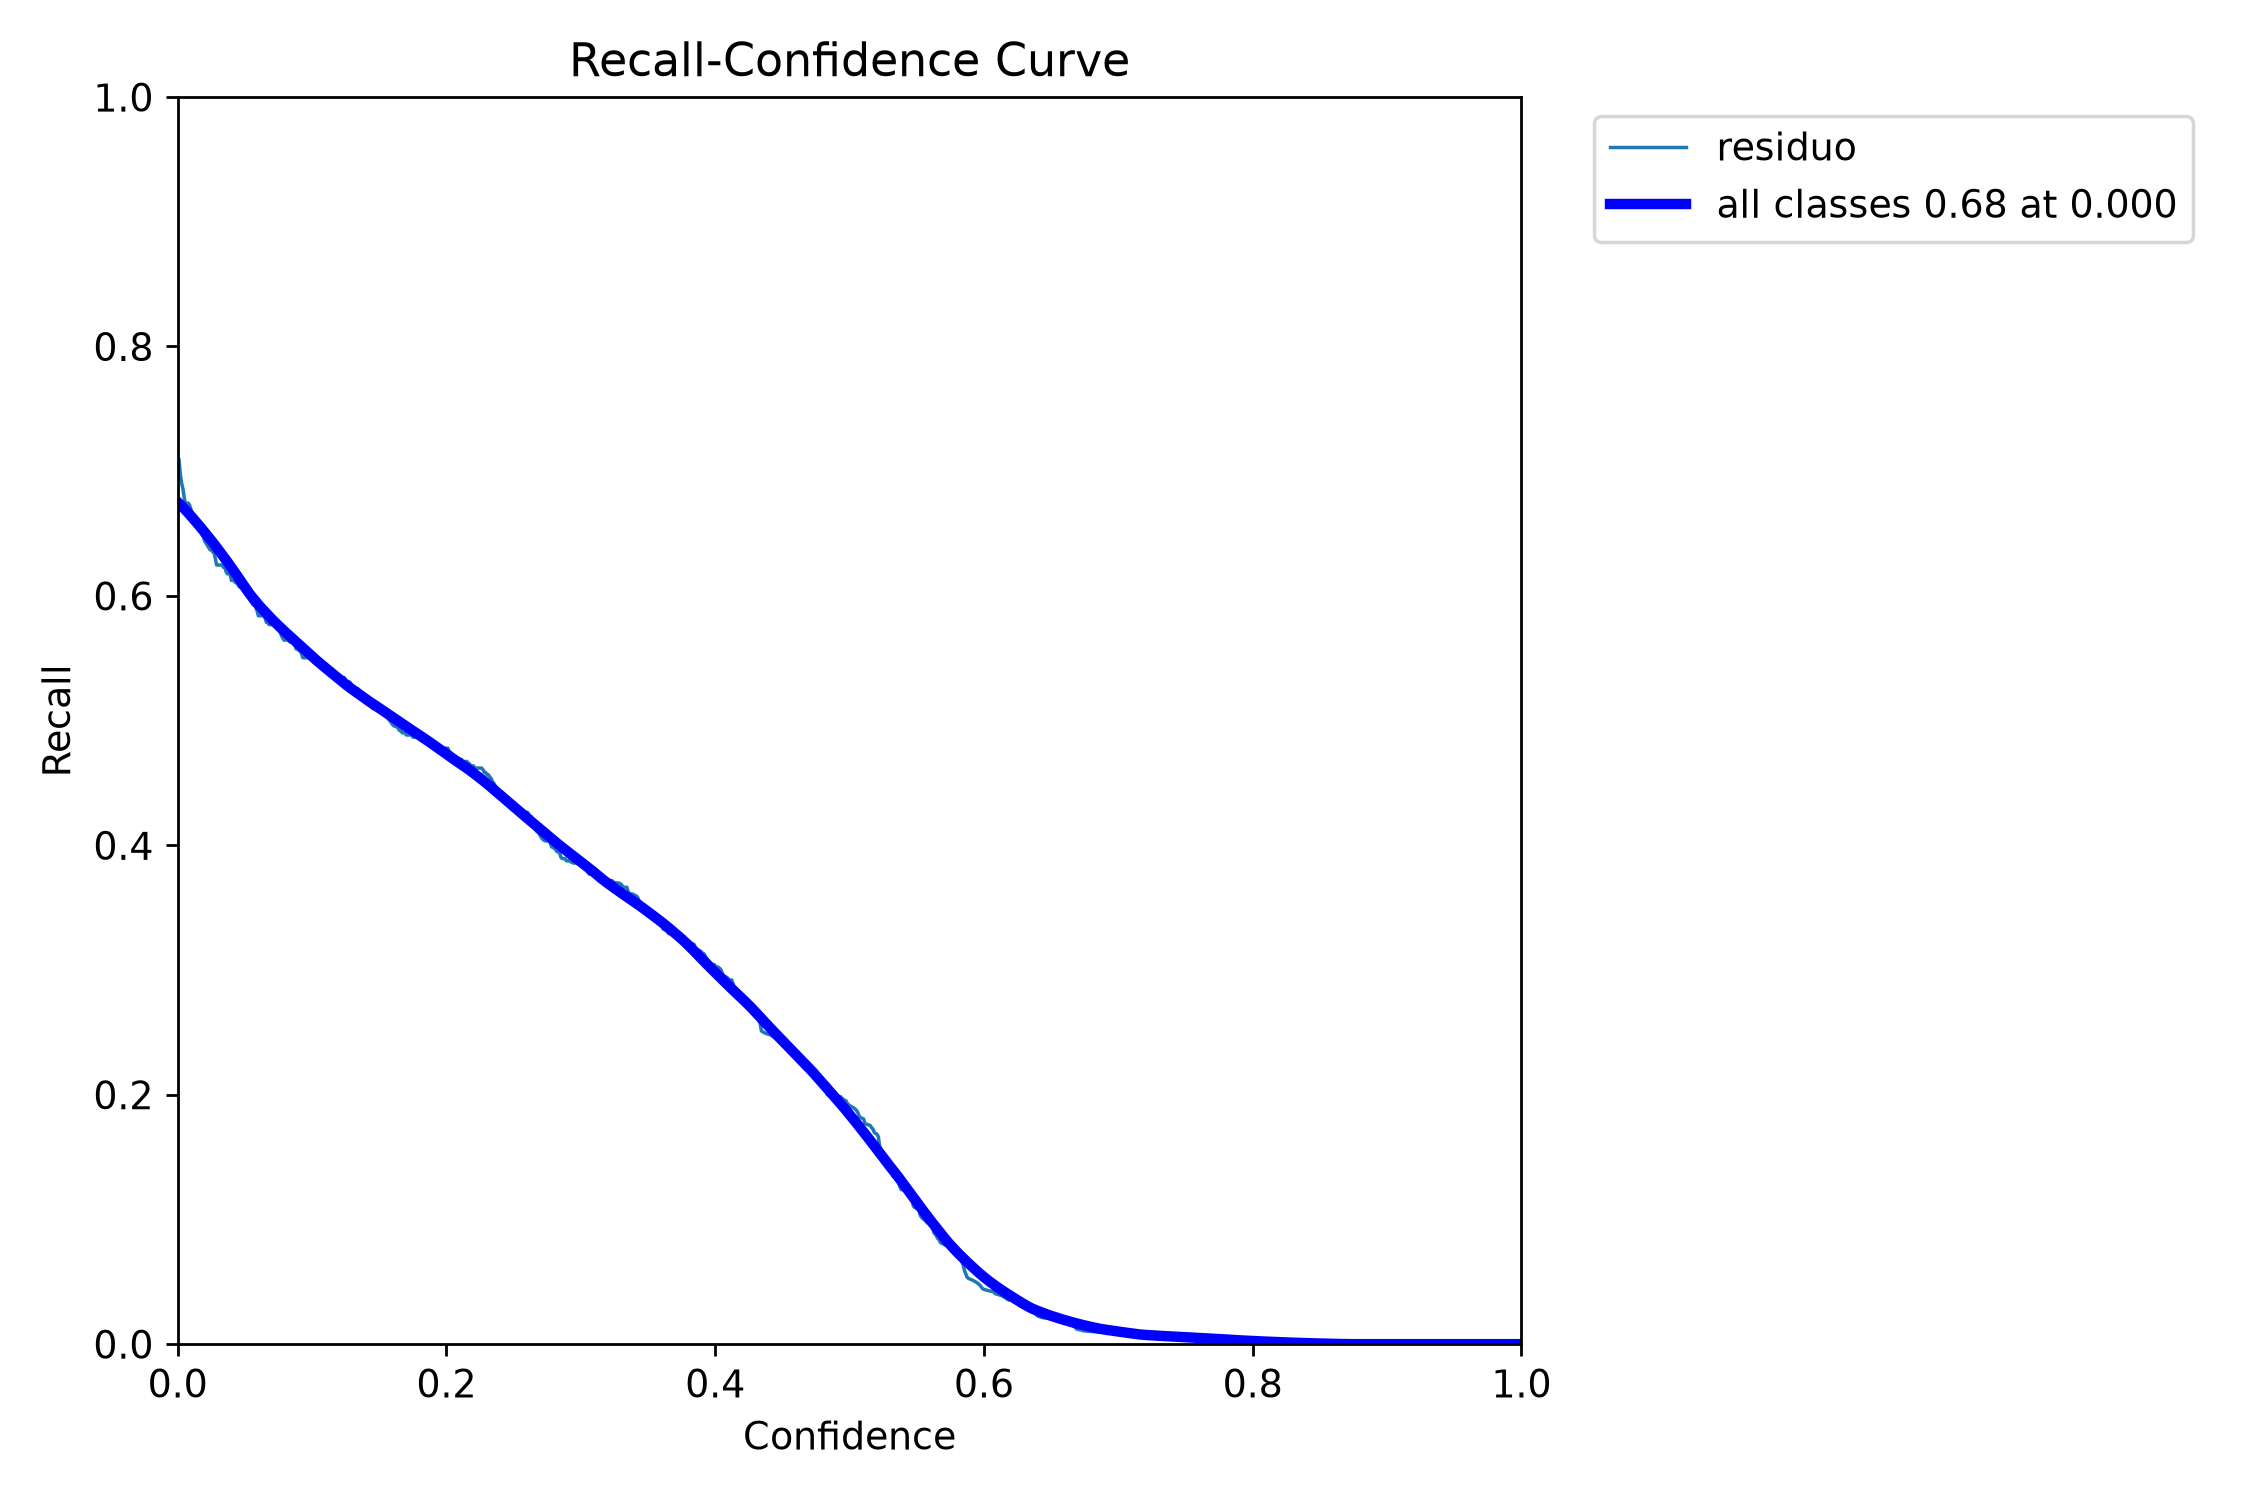 Recall-Confidence Curve
1.0
0.8
0.6
0.4
0.2
0.0
Recall
0.0 0.2 0.4 0.6 0.8 1.0
Confidence
residuo
all classes 0.68 at 0.000